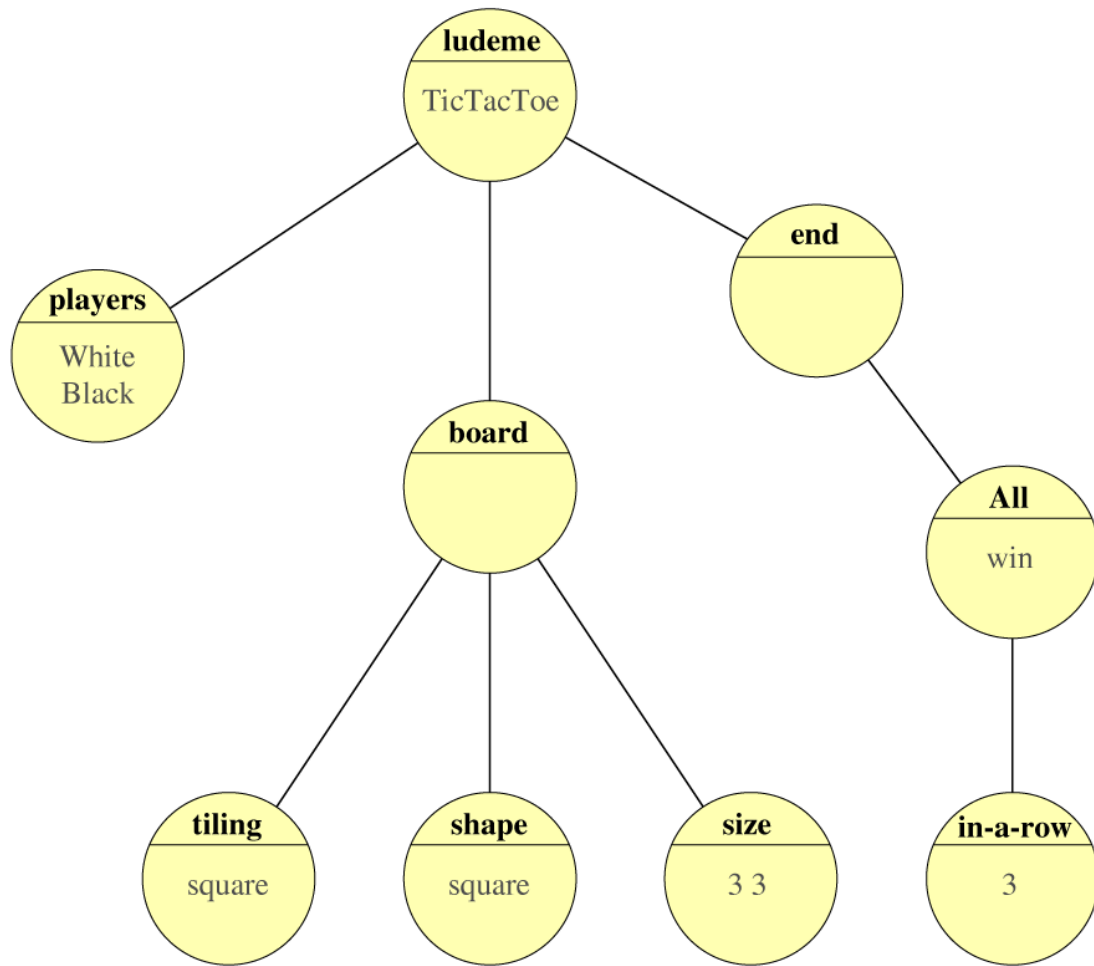 ludeme
TicTacToe
end
players
White
Black
board
All
win
tiling
square
shape
square
size
3 3
in-a-row
3